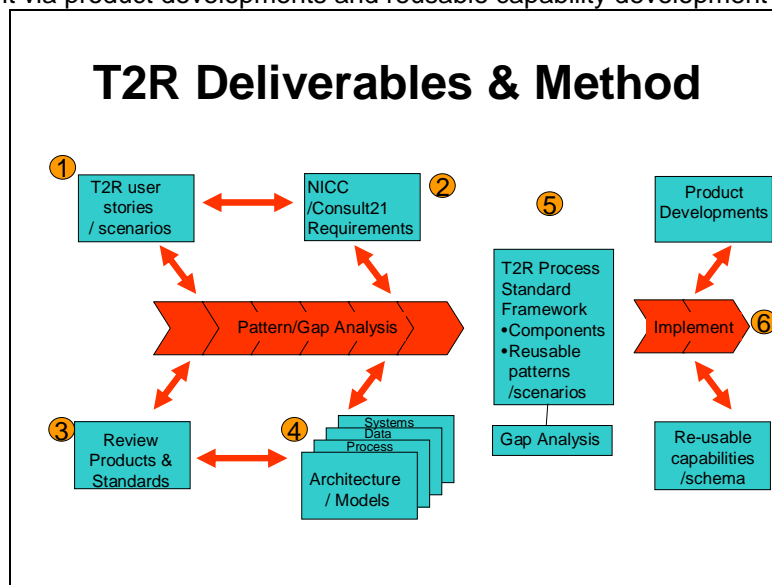 it via product developments and reusable capability development
T2R Deliverables & Method
1
T2R user
stories
/ scenarios
NICC
/Consult21
Requirements
2
5
Product
Developments
T2R Process
Standard
Framework
•Components
•Reusable
patterns
/scenarios
Pattern/Gap Analysis
Implement
6
3
Review
Products &
Standards
4
Systems
Data
Process
Architecture
/ Models
Gap Analysis
Re-usable
capabilities
/schema